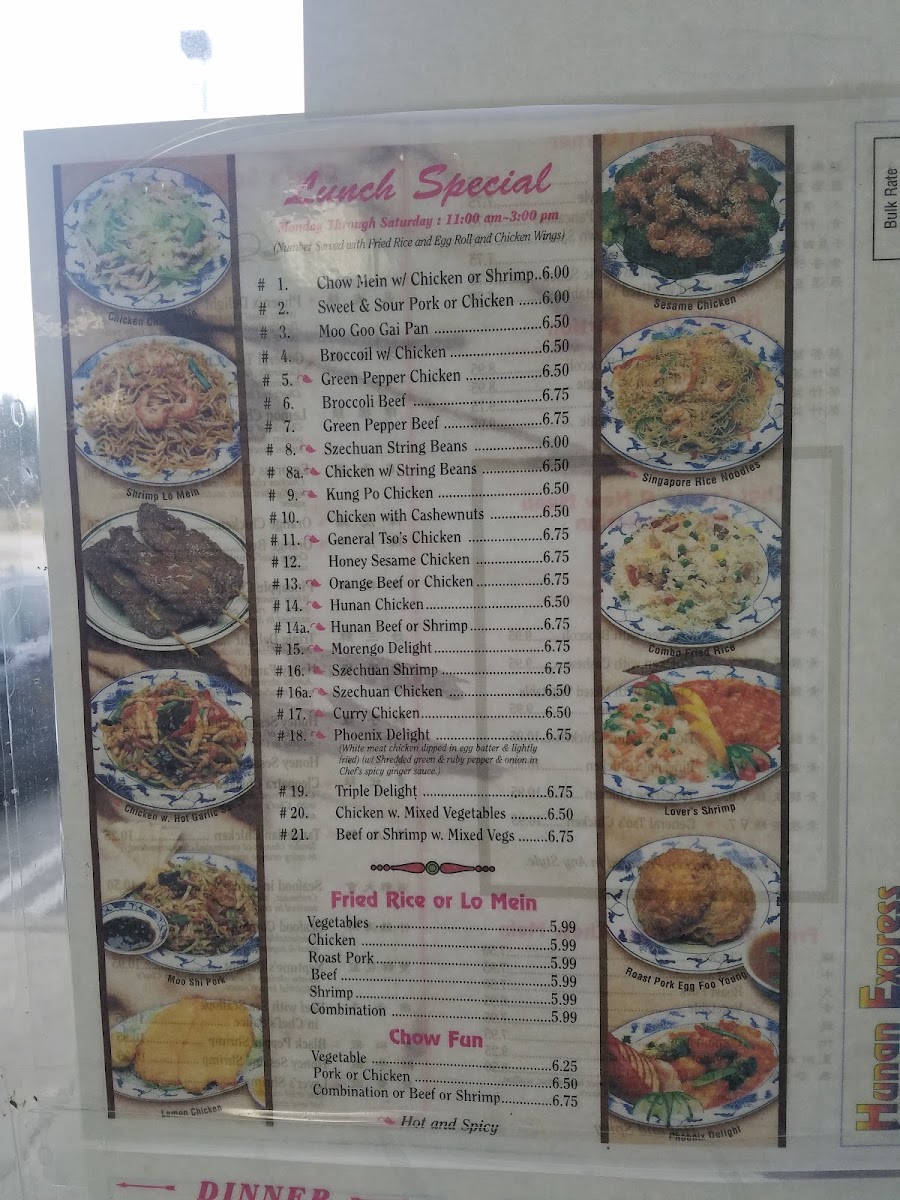 Lunch Special
Monday Through Saturday : 11:00 am~3:00 pm
(Number Served with Fried Rice and Egg Roll and Chicken Wings)
# 1. Chow Mein w/ Chicken or Shrimp..6.00
# 2. Sweet & Sour Pork or Chicken ......6.00
# 3. Moo Goo Gai Pan ........................6.50
# 4. Broccoil w/ Chicken .....................6.50
# 5. Green Pepper Chicken .................6.50
# 6. Broccoli Beef ..............................6.75
# 7. Green Pepper Beef .......................6.75
# 8. Szechuan String Beans .................6.00
# 8a. Chicken w/ String Beans .............6.50
# 9. Kung Po Chicken ........................6.50
# 10. Chicken with Cashewnuts ...........6.50
# 11. General Tso's Chicken ................6.75
# 12. Honey Sesame Chicken ...............6.75
# 13. Orange Beef or Chicken...............6.75
# 14. Hunan Chicken...........................6.50
# 14a. Hunan Beef or Shrimp.................6.75
# 15. Morengo Delight.........................6.75
# 16. Szechuan Shrimp ........................6.75
# 16a. Szechuan Chicken ......................6.50
# 17. Curry Chicken............................6.50
# 18. Phoenix Delight .........................6.75
(White meat chicken dipped in egg batter & lightly
fried) (w/ Shredded green & ruby pepper & onion in
Chef's spicy ginger sauce.)
# 19. Triple Delight ............................6.75
# 20. Chicken w. Mixed Vegetables .......6.50
# 21. Beef or Shrimp w. Mixed Vegs ......6.75
Fried Rice or Lo Mein
Vegetables ........................................5.99
Chicken ...........................................5.99
Roast Pork........................................5.99
Beef ................................................5.99
Shrimp.............................................5.99
Combination .....................................5.99
Chow Fun
Vegetable .........................................6.25
Pork or Chicken ................................6.50
Combination or Beef or Shrimp.............6.75
Hot and Spicy
Shrimp Lo Mein
Chicken w. Hot Garlic
Moo Shi Pork
Lemon Chicken
Sesame Chicken
Singapore Rice Noodles
Combo Fried Rice
Lover's Shrimp
Roast Pork Egg Foo Young
Phoenix Delight
Bulk Rate
Hunan Express
DINNER